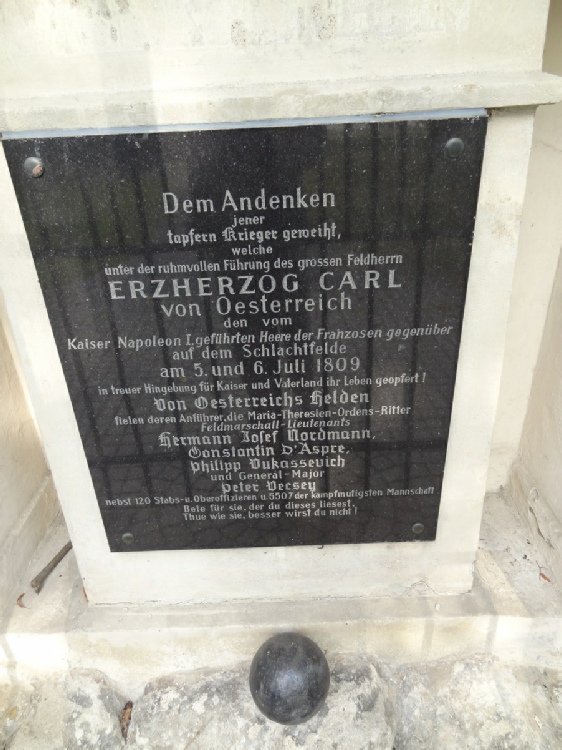 Dem Andenken
jener
tapfern Krieger geweiht,
welche
unter der ruhmvollen Führung des grossen Feldherrn
ERZHERZOG CARL
von Oesterreich
den vom
Kaiser Napoleon I. geführten Heere der Franzosen gegenüber
auf dem Schlachtfelde
am 5. und 6. Juli 1809
in treuer Hingebung für Kaiser und Vaterland ihr Leben geopfert!
Von Oesterreichs Helden
fielen deren Anführer, die Maria-Theresien-Ordens-Ritter
Feldmarschall-Lieutenants
Hermann Josef Nordmann,
Constantin D'Aspre,
Philipp Vukassevich
und General-Major
Peter Vecsey
nebst 120 Stabs-u. Oberoffizieren u. 5507 der kampfmutigsten Mannschaft.
Bete für sie, der du dieses liesest.
Thue wie sie, besser wirst du nicht!